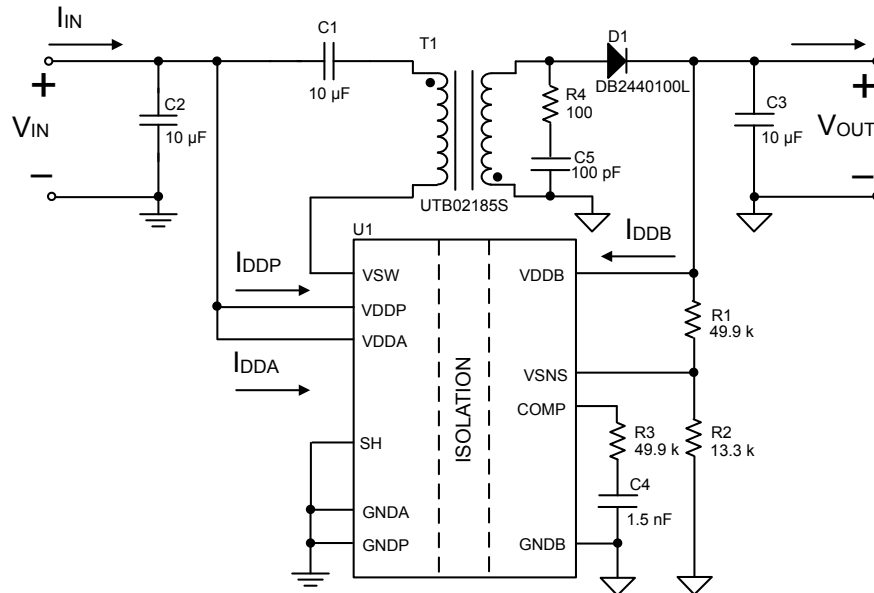 IIN
C1
T1
D1
DB2440100L
+
VIN
–
C2
10 µF
10 µF
R4
100
C5
100 pF
C3
10 µF
+
VOUT
–
UTB02185S
U1
IDDP
IDDA
IDDB
VSW
VDDP
VDDA
SH
GNDA
GNDP
ISOLATION
VDDB
VSNS
COMP
GNDB
R1
49.9 k
R3
49.9 k
R2
13.3 k
C4
1.5 nF